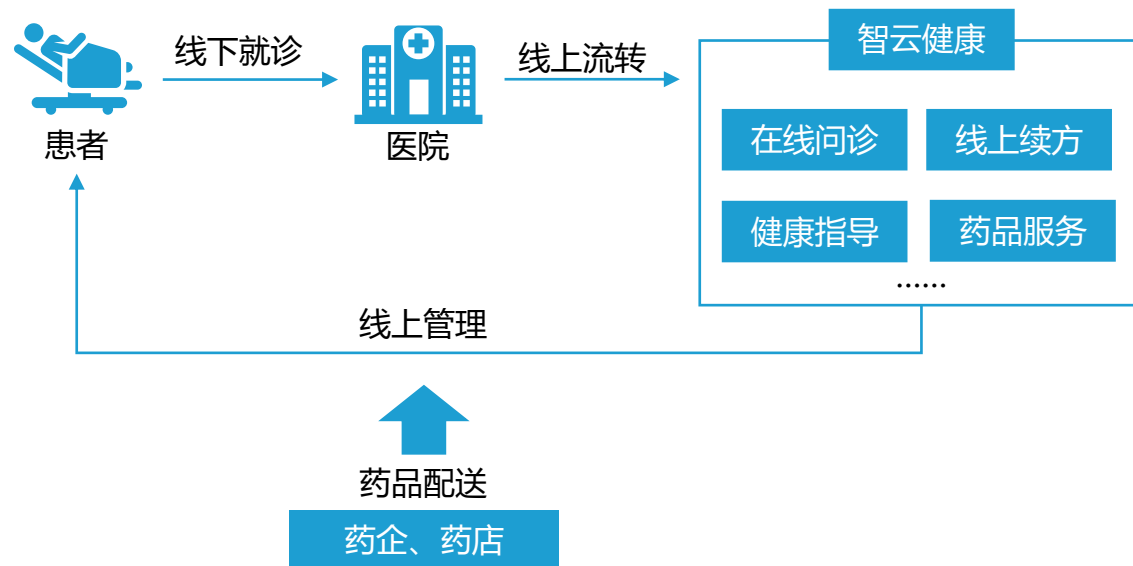 智云健康
线下就诊
线上流转
患者
医院
在线问诊
线上续方
健康指导
药品服务
......
线上管理
药品配送
药企、药店